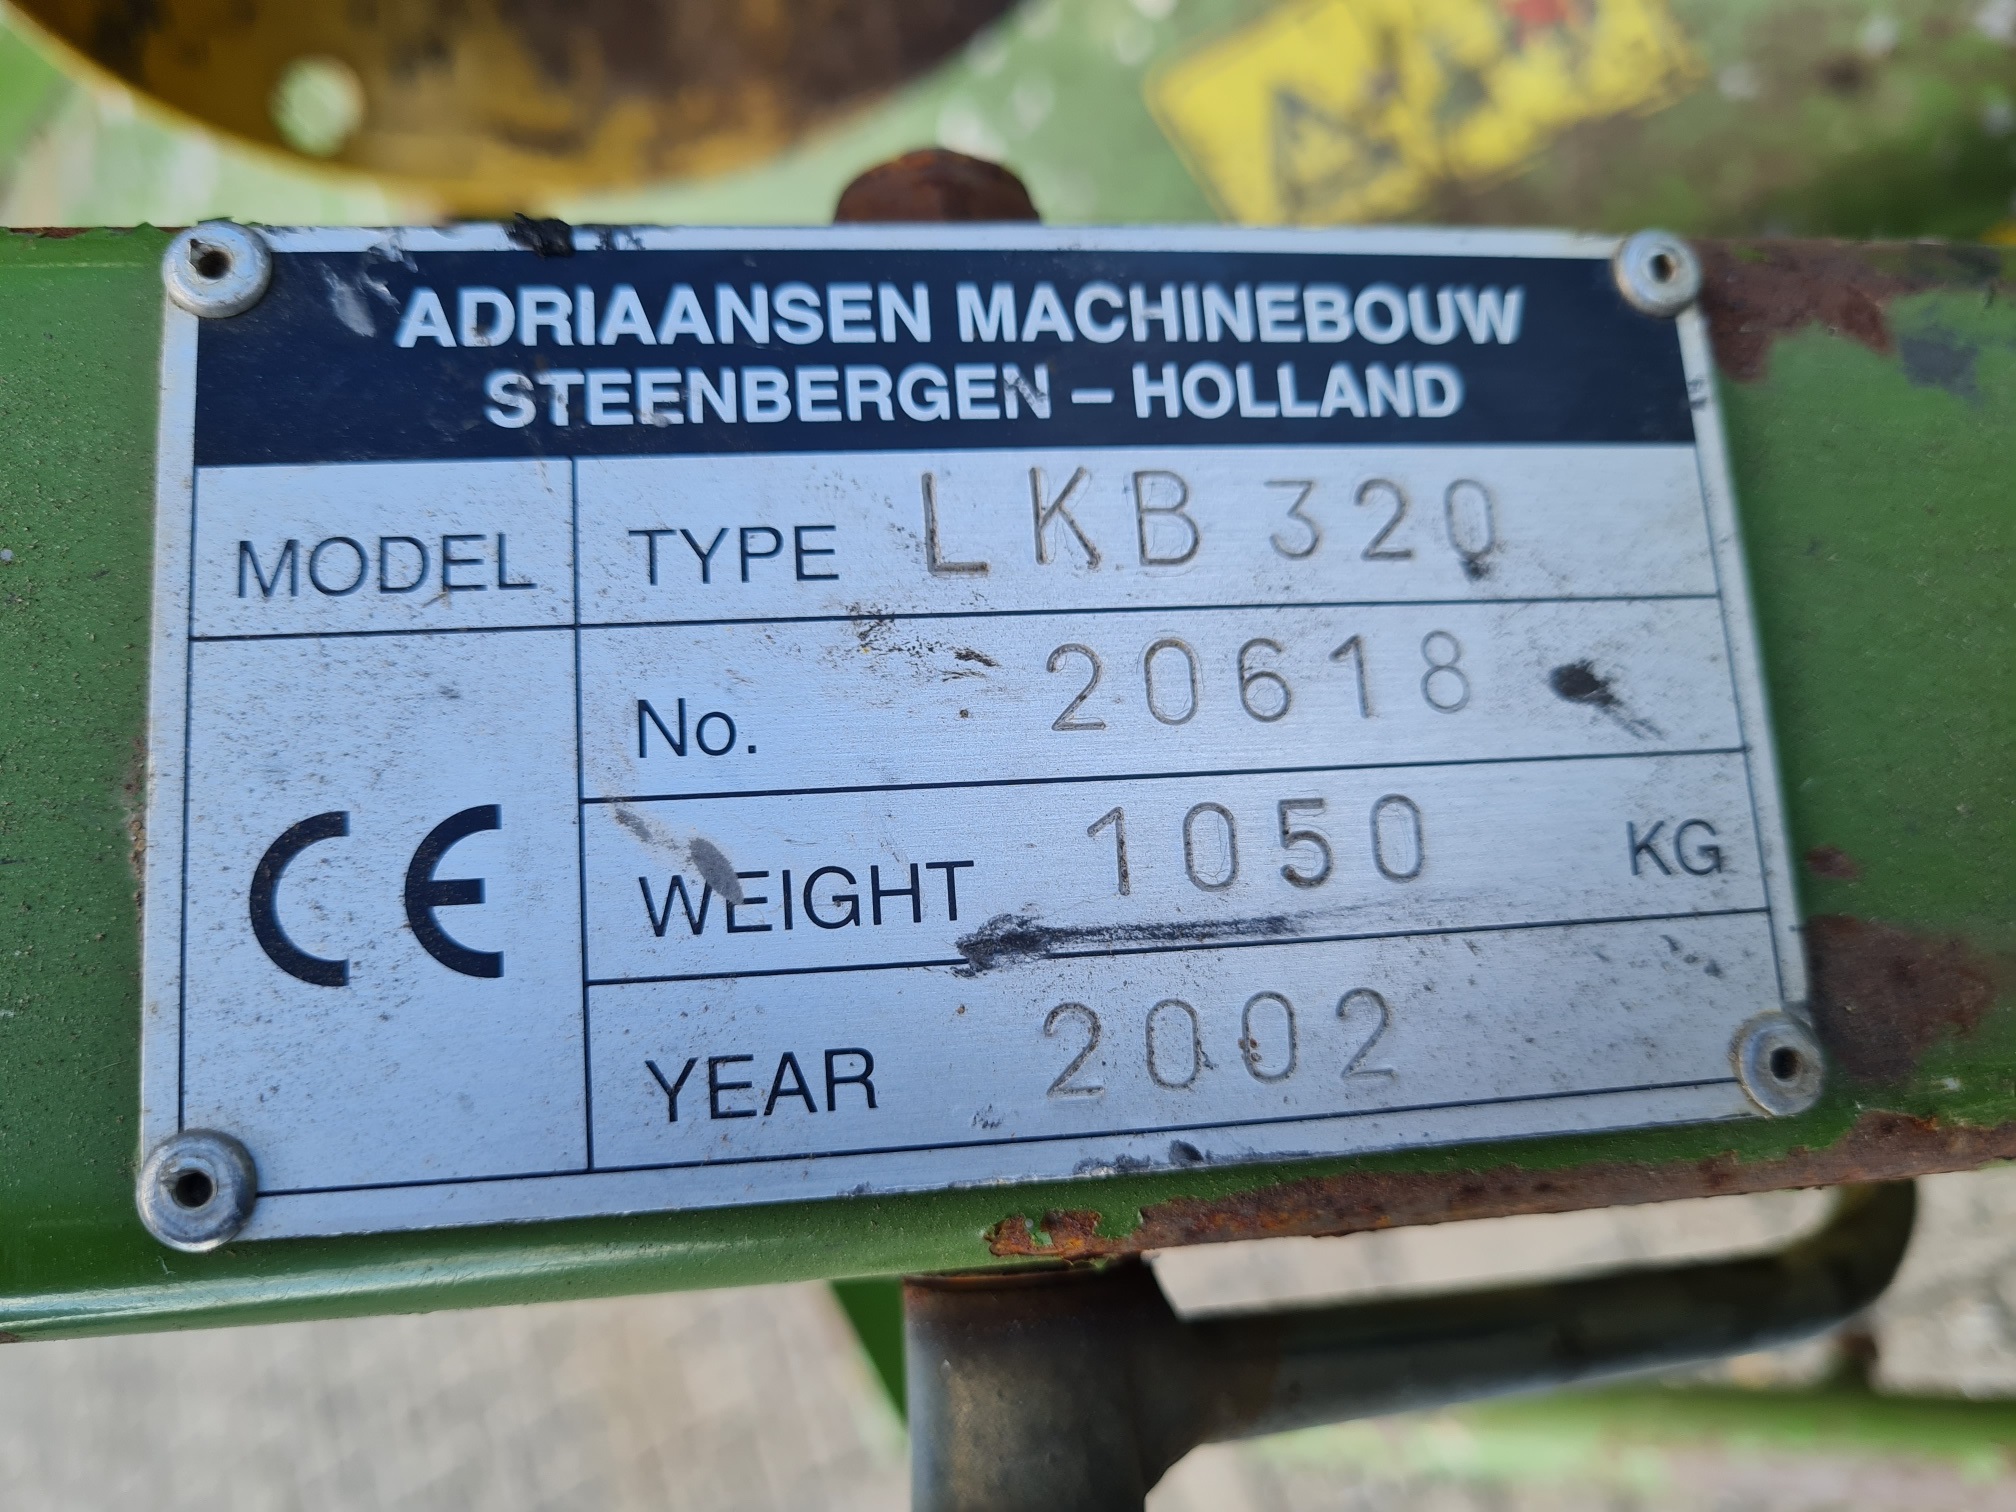 ADRIAANSEN MACHINEBOUW
STEENBERGEN – HOLLAND
MODEL TYPE LKB 320
No. 20618
CE
WEIGHT 1050 KG
YEAR 2002